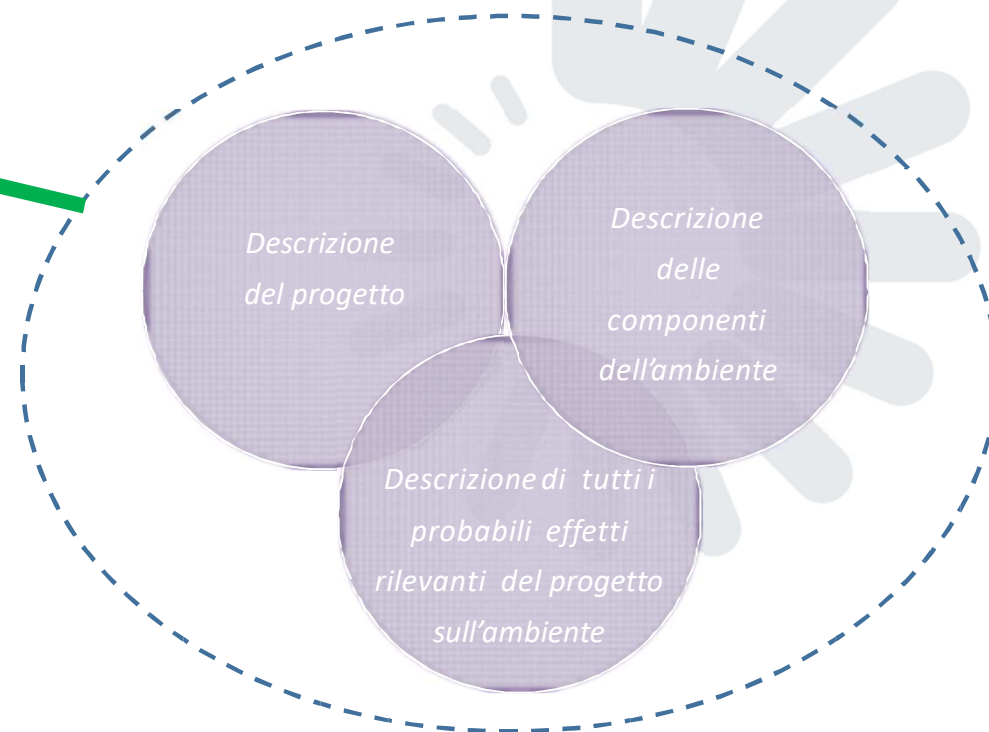 Descrizione
del progetto
Descrizione
delle
componenti
dell’ambiente
Descrizione di tutti i
probabili effetti
rilevanti del progetto
sull’ambiente